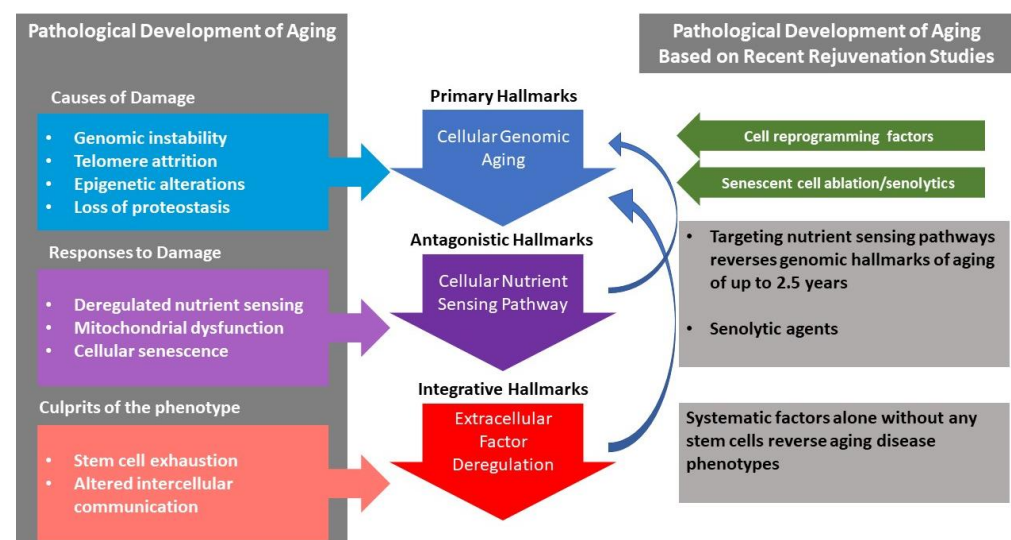 Pathological Development of Aging
Causes of Damage
• Genomic instability
• Telomere attrition
• Epigenetic alterations
• Loss of proteostasis
Responses to Damage
• Deregulated nutrient sensing
• Mitochondrial dysfunction
• Cellular senescence
Culprits of the phenotype
• Stem cell exhaustion
• Altered intercellular
communication
Primary Hallmarks
Cellular Genomic
Aging
Antagonistic Hallmarks
Cellular Nutrient
Sensing Pathway
Integrative Hallmarks
Extracellular
Factor
Deregulation
Pathological Development of Aging
Based on Recent Rejuvenation Studies
Cell reprogramming factors
Senescent cell ablation/senolytics
• Targeting nutrient sensing pathways
reverses genomic hallmarks of aging
of up to 2.5 years
• Senolytic agents
Systematic factors alone without any
stem cells reverse aging disease
phenotypes